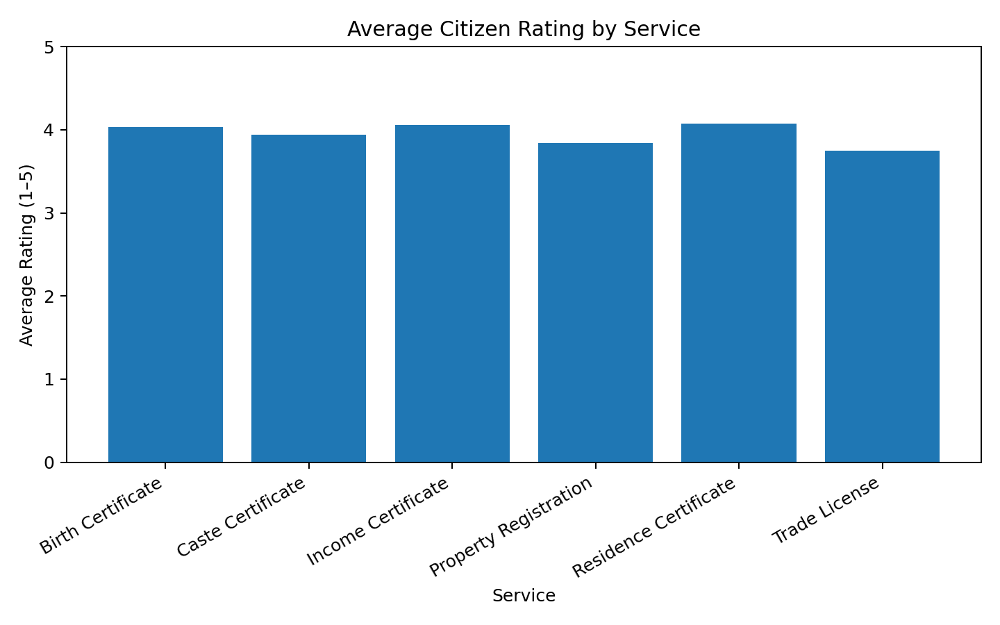 Average Citizen Rating by Service
5
4
3
2
1
0
Average Rating (1–5)
Birth Certificate
Caste Certificate
Income Certificate
Property Registration
Residence Certificate
Trade License
Service